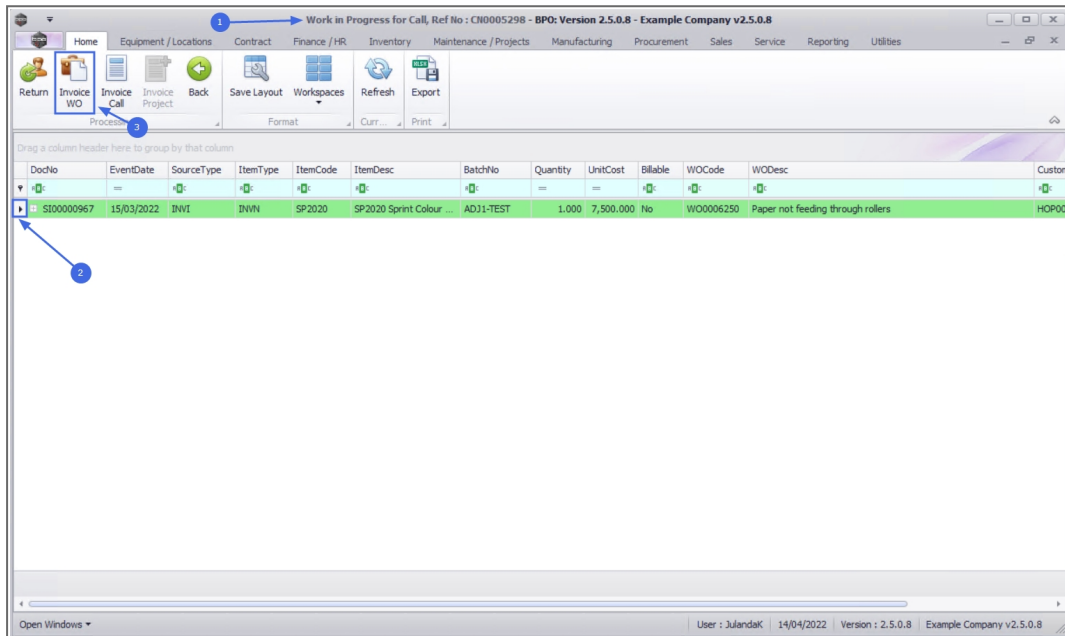 1
Work in Progress for Call, Ref No : CN0005298 - BPO: Version 2.5.0.8 - Example Company v2.5.0.8
Home Equipment / Locations Contract Finance / HR Inventory Maintenance / Projects Manufacturing Procurement Sales Service Reporting Utilities
Return Invoice WO Invoice Call Invoice Project Back Save Layout Workspaces Refresh Export
3
Format Curr... Print
Drag a column header here to group by that column
DocNo EventDate SourceType ItemType ItemCode ItemDesc BatchNo Quantity UnitCost Billable WOCode WODesc Custom
= = =
SI00000967 15/03/2022 INVI INVN SP2020 SP2020 Sprint Colour ... ADJ1-TEST 1.000 7,500.000 No WO0006250 Paper not feeding through rollers HOP00
2
Open Windows User : JulandaK 14/04/2022 Version : 2.5.0.8 Example Company v2.5.0.8